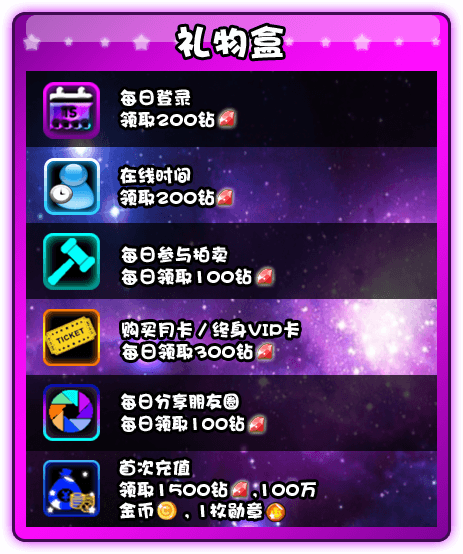 礼物盒
15
每日登录
领取200钻
在线时间
领取200钻
每日参与拍卖
每日领取100钻
TICKET
购买月卡/终身VIP卡
每日领取300钻
每日分享朋友圈
每日领取100钻
首次充值
领取1500钻,100万
金币,1枚勋章